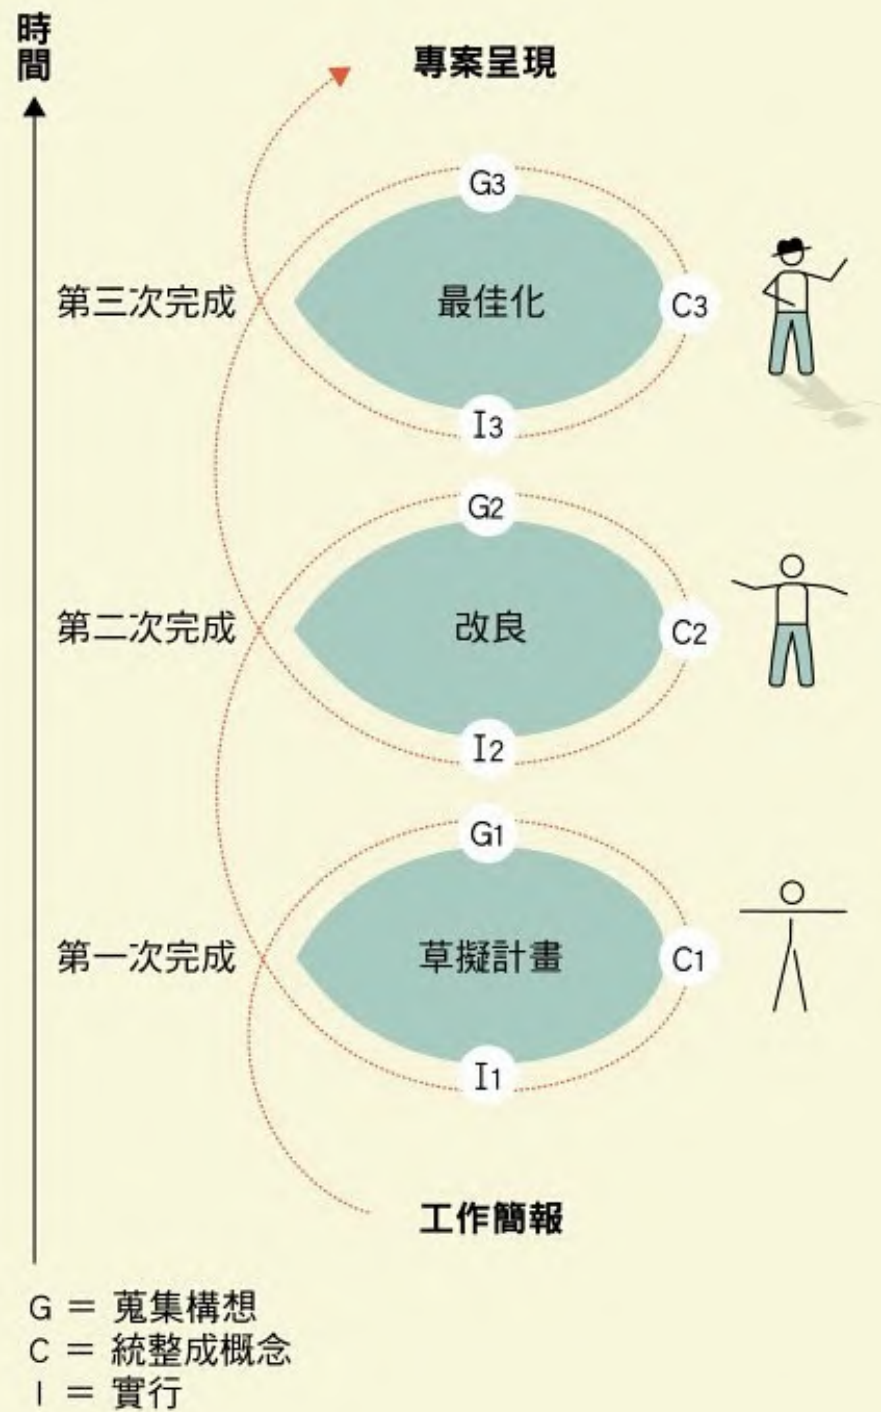 時間
專案呈現
G3
第三次完成
最佳化
C3
I3
G2
第二次完成
改良
C2
I2
G1
第一次完成
草擬計畫
C1
I1
工作簡報
G = 蒐集構想
C = 統整成概念
I = 實行